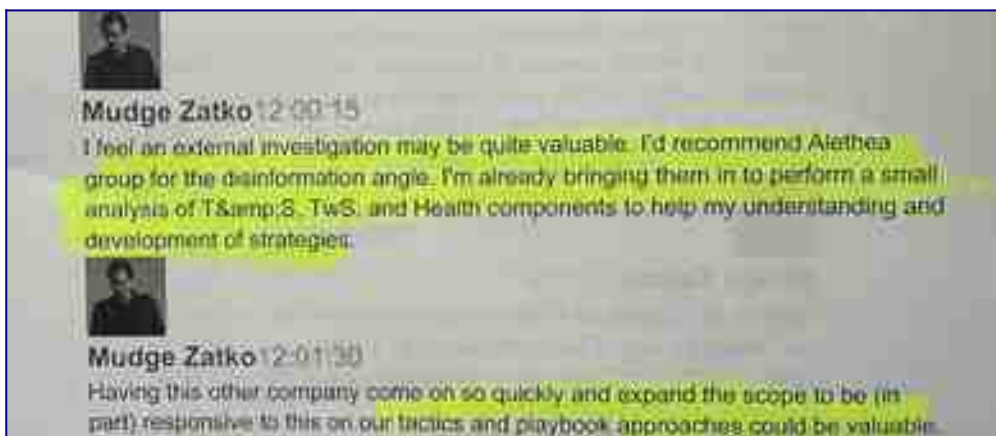 Mudge Zatko 12:00:15
I feel an external investigation may be quite valuable. I'd recommend Alethea
group for the disinformation angle. I'm already bringing them in to perform a small
analysis of T&amp;S, TwS, and Health components to help my understanding and
development of strategies.
Mudge Zatko 12:01:30
Having this other company come on so quickly and expand the scope to be (in
part) responsive to this on our tactics and playbook approaches could be valuable.